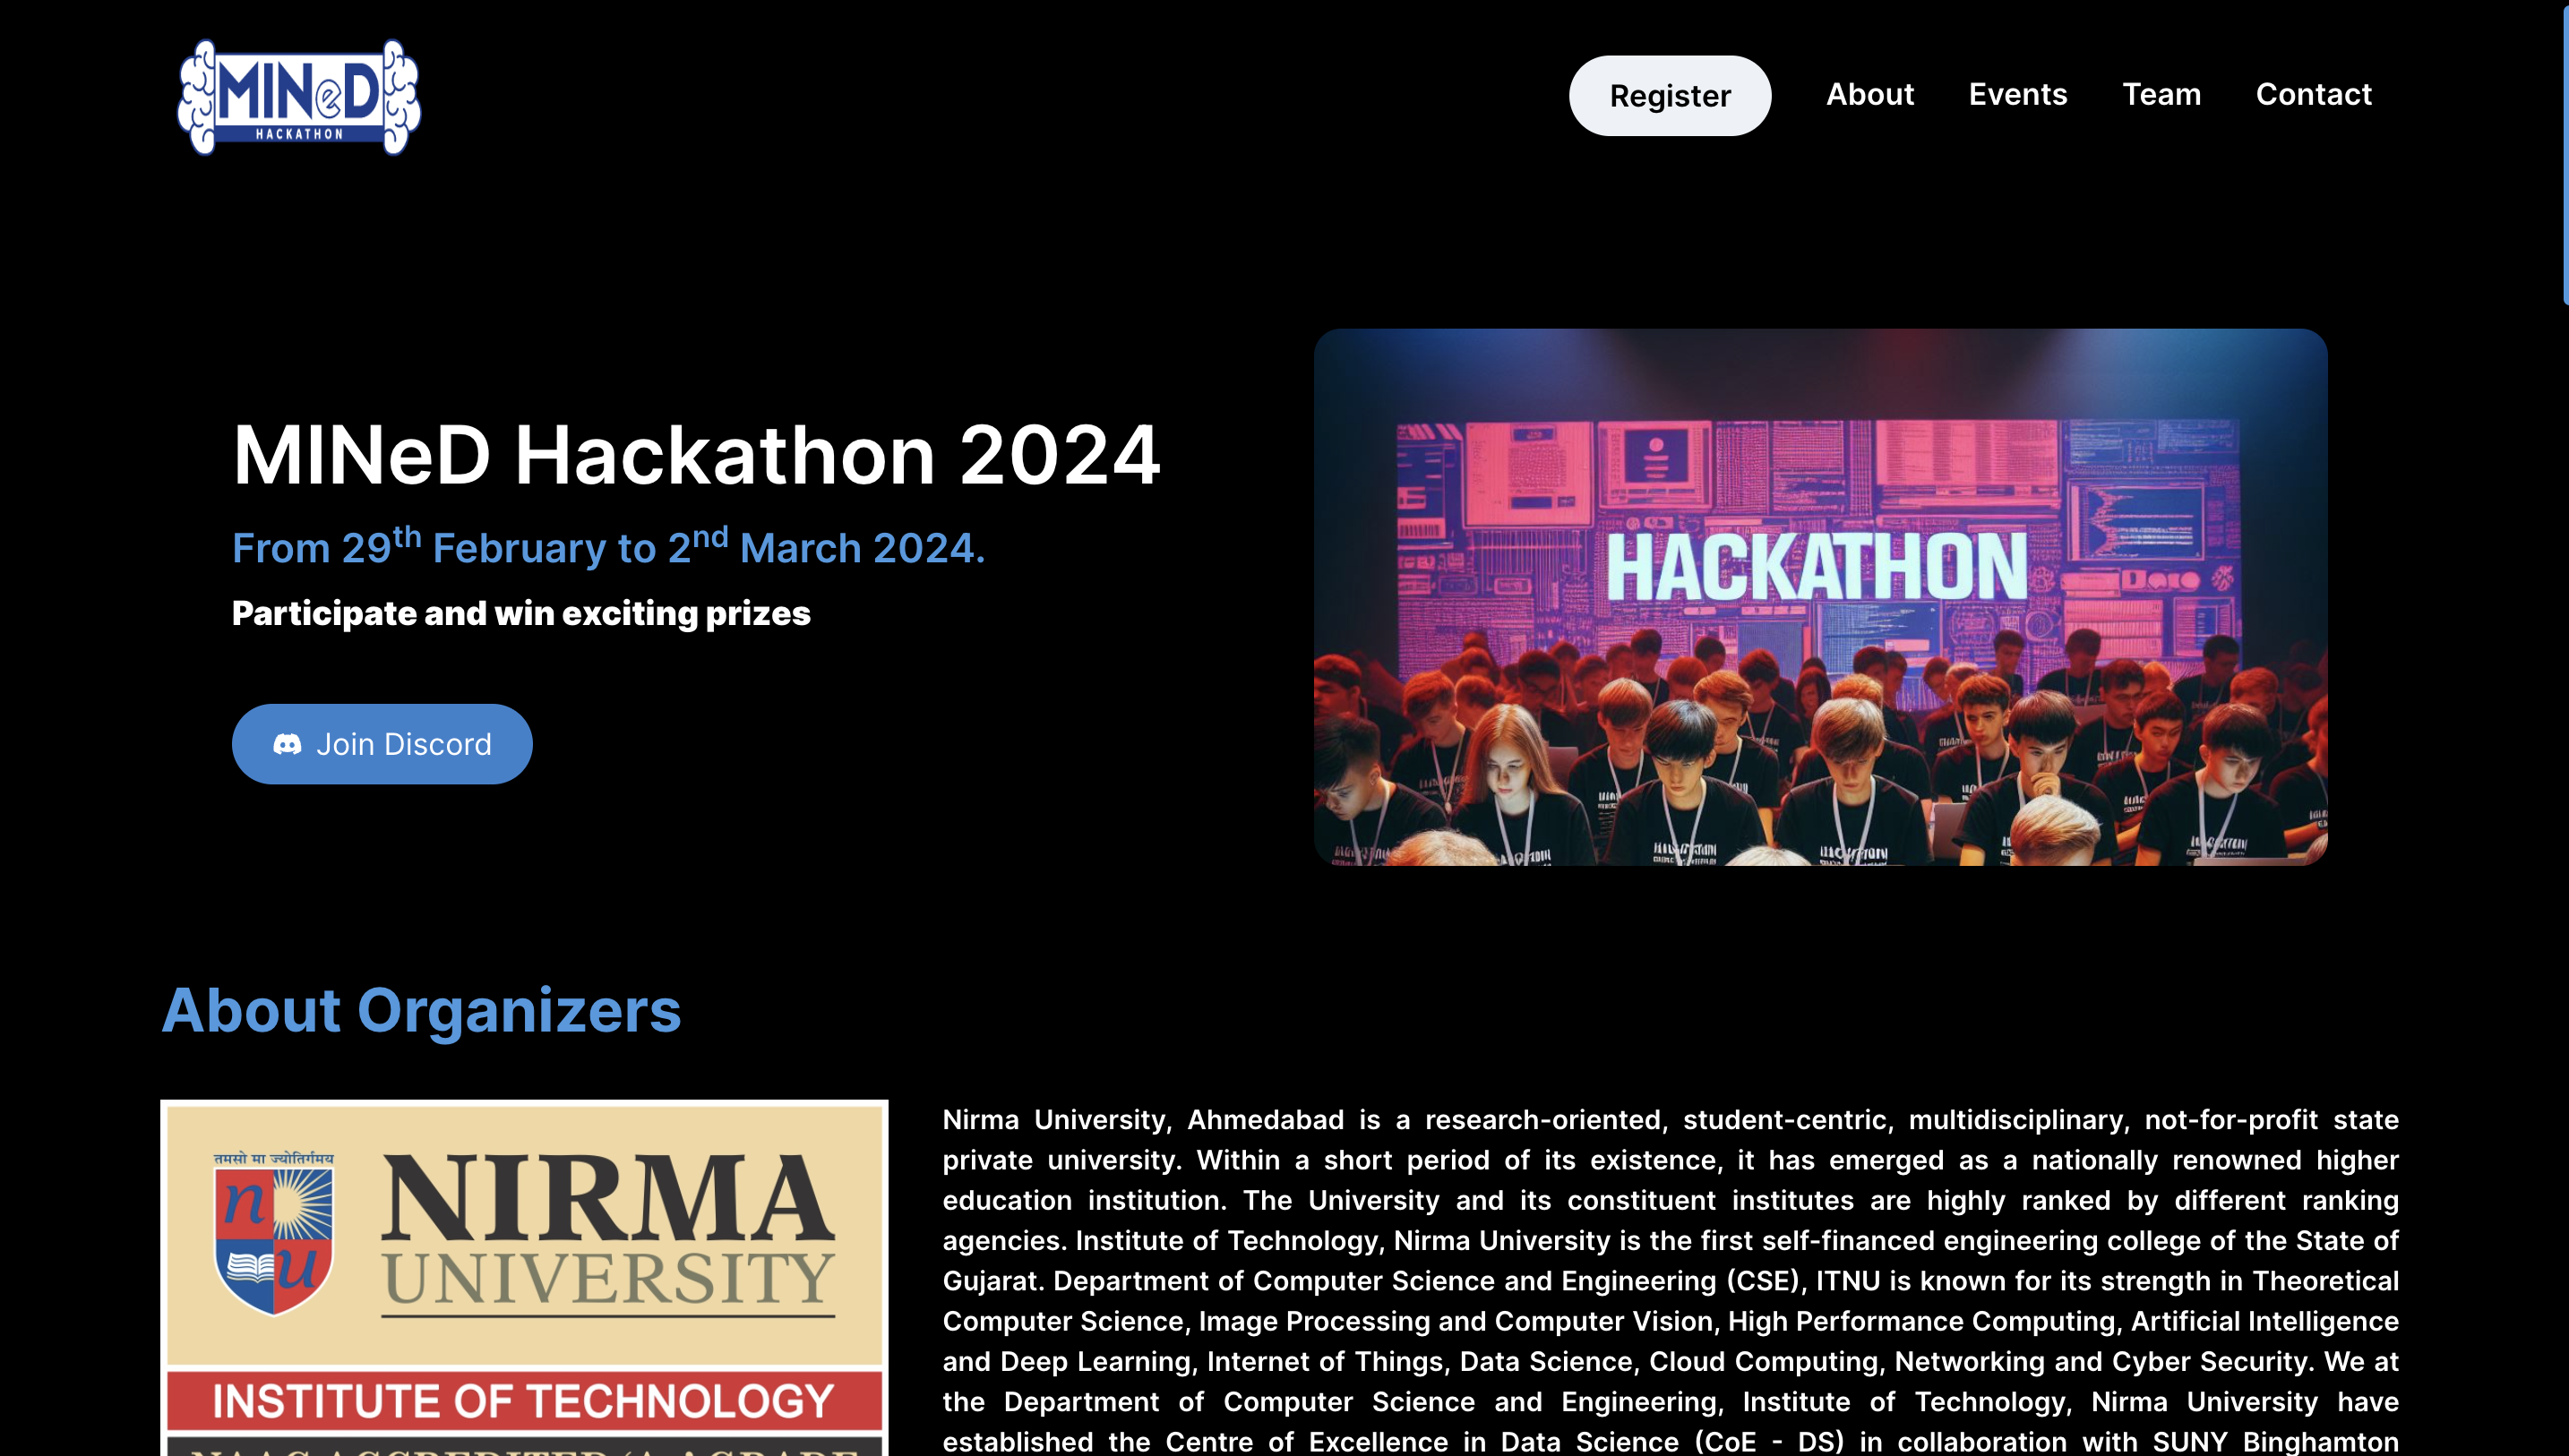 MINeD
HACKATHON
Register
About
Events
Team
Contact
MINeD Hackathon 2024
From 29th February to 2nd March 2024.
Participate and win exciting prizes
Join Discord
HACKATHON
About Organizers
तमसो मा ज्योतिर्गमय
n
u
NIRMA
UNIVERSITY
INSTITUTE OF TECHNOLOGY
Nirma University, Ahmedabad is a research-oriented, student-centric, multidisciplinary, not-for-profit state
private university. Within a short period of its existence, it has emerged as a nationally renowned higher
education institution. The University and its constituent institutes are highly ranked by different ranking
agencies. Institute of Technology, Nirma University is the first self-financed engineering college of the State of
Gujarat. Department of Computer Science and Engineering (CSE), ITNU is known for its strength in Theoretical
Computer Science, Image Processing and Computer Vision, High Performance Computing, Artificial Intelligence
and Deep Learning, Internet of Things, Data Science, Cloud Computing, Networking and Cyber Security. We at
the Department of Computer Science and Engineering, Institute of Technology, Nirma University have
established the Centre of Excellence in Data Science (CoE - DS) in collaboration with SUNY Binghamton